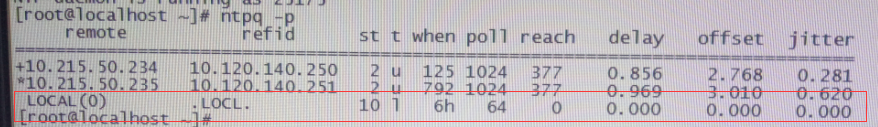 [root@localhost ~]# ntpq -p
remote refid st t when poll reach delay offset jitter
==============================================================================
+10.215.50.234 10.120.140.250 2 u 125 1024 377 0.856 2.768 0.281
*10.215.50.235 10.120.140.251 2 u 792 1024 377 0.969 3.010 0.620
LOCAL(0) .LOCL. 10 l 6h 64 0 0.000 0.000 0.000
[root@localhost ~]#